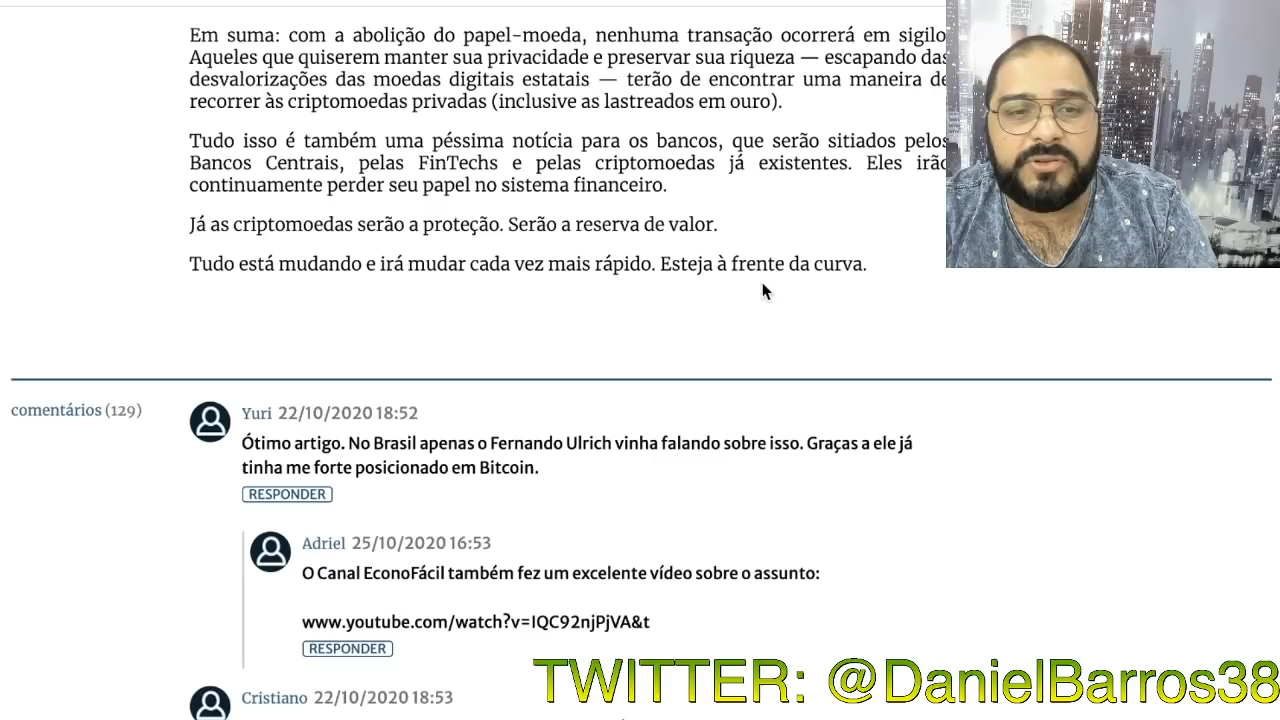 Em suma: com a abolição do papel-moeda, nenhuma transação ocorrerá em sigilo
Aqueles que quiserem manter sua privacidade e preservar sua riqueza — escapando das
desvalorizações das moedas digitais estatais — terão de encontrar uma maneira de
recorrer às criptomoedas privadas (inclusive as lastreados em ouro).
Tudo isso é também uma péssima notícia para os bancos, que serão sitiados pelos
Bancos Centrais, pelas FinTechs e pelas criptomoedas já existentes. Eles irão
continuamente perder seu papel no sistema financeiro.
Já as criptomoedas serão a proteção. Serão a reserva de valor.
Tudo está mudando e irá mudar cada vez mais rápido. Esteja à frente da curva.
comentários (129)
Yuri 22/10/2020 18:52
Ótimo artigo. No Brasil apenas o Fernando Ulrich vinha falando sobre isso. Graças a ele já
tinha me forte posicionado em Bitcoin.
RESPONDER
Adriel 25/10/2020 16:53
O Canal EconoFácil também fez um excelente vídeo sobre o assunto:
www.youtube.com/watch?v=IQC92njPjVA&t
RESPONDER
Cristiano 22/10/2020 18:53
TWITTER: @DanielBarros38